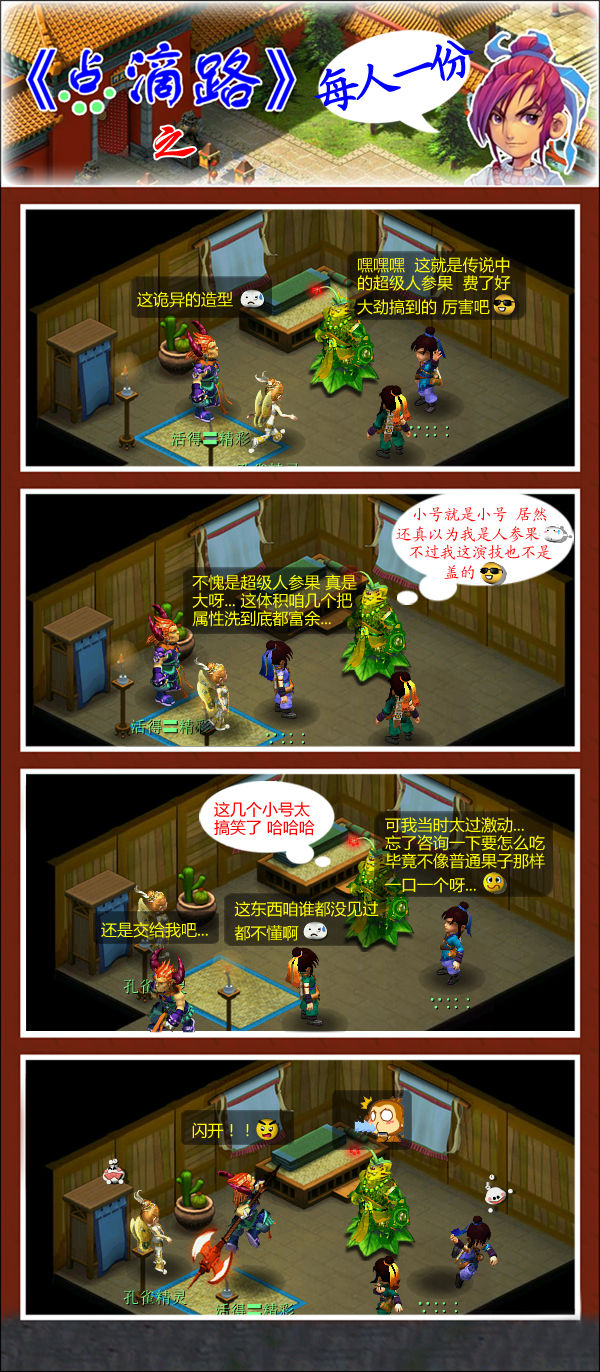 《点滴路》
之
每人一份
这诡异的造型
嘿嘿嘿 这就是传说中
的超级人参果 费了好
大劲搞到的 厉害吧
活得〓精彩
孔雀精灵
小号就是小号 居然
还真以为我是人参果
不过我这演技也不是
盖的
不愧是超级人参果 真是
大呀... 这体积咱几个把
属性洗到底都富余...
活得〓精彩
这几个小号太
搞笑了 哈哈哈
可我当时太过激动...
忘了咨询一下要怎么吃
毕竟不像普通果子那样
一口一个呀...
还是交给我吧...
这东西咱谁都没见过
都不懂啊
孔雀精灵
闪开！！
孔雀精灵
活得〓精彩